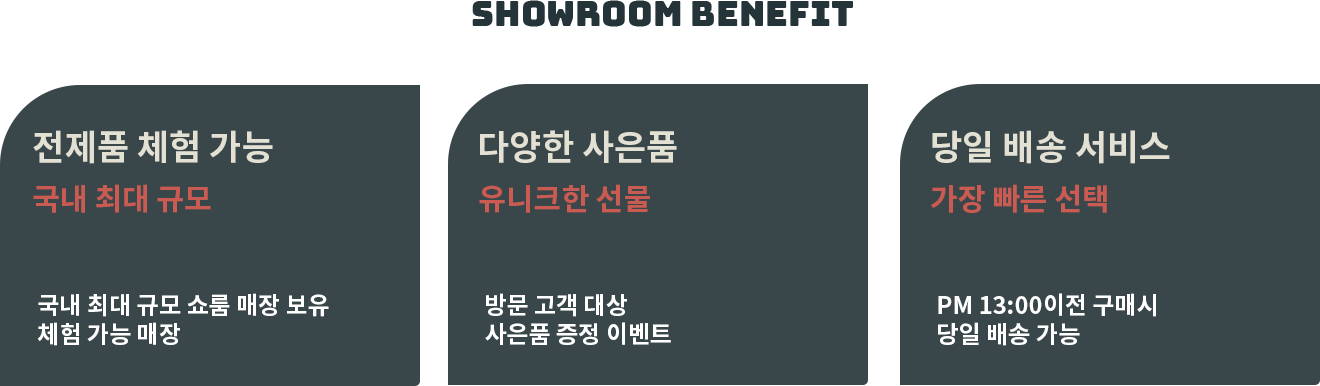 SHOWROOM BENEFIT
전제품 체험 가능
국내 최대 규모
국내 최대 규모 쇼룸 매장 보유
체험 가능 매장
다양한 사은품
유니크한 선물
방문 고객 대상
사은품 증정 이벤트
당일 배송 서비스
가장 빠른 선택
PM 13:00이전 구매시
당일 배송 가능